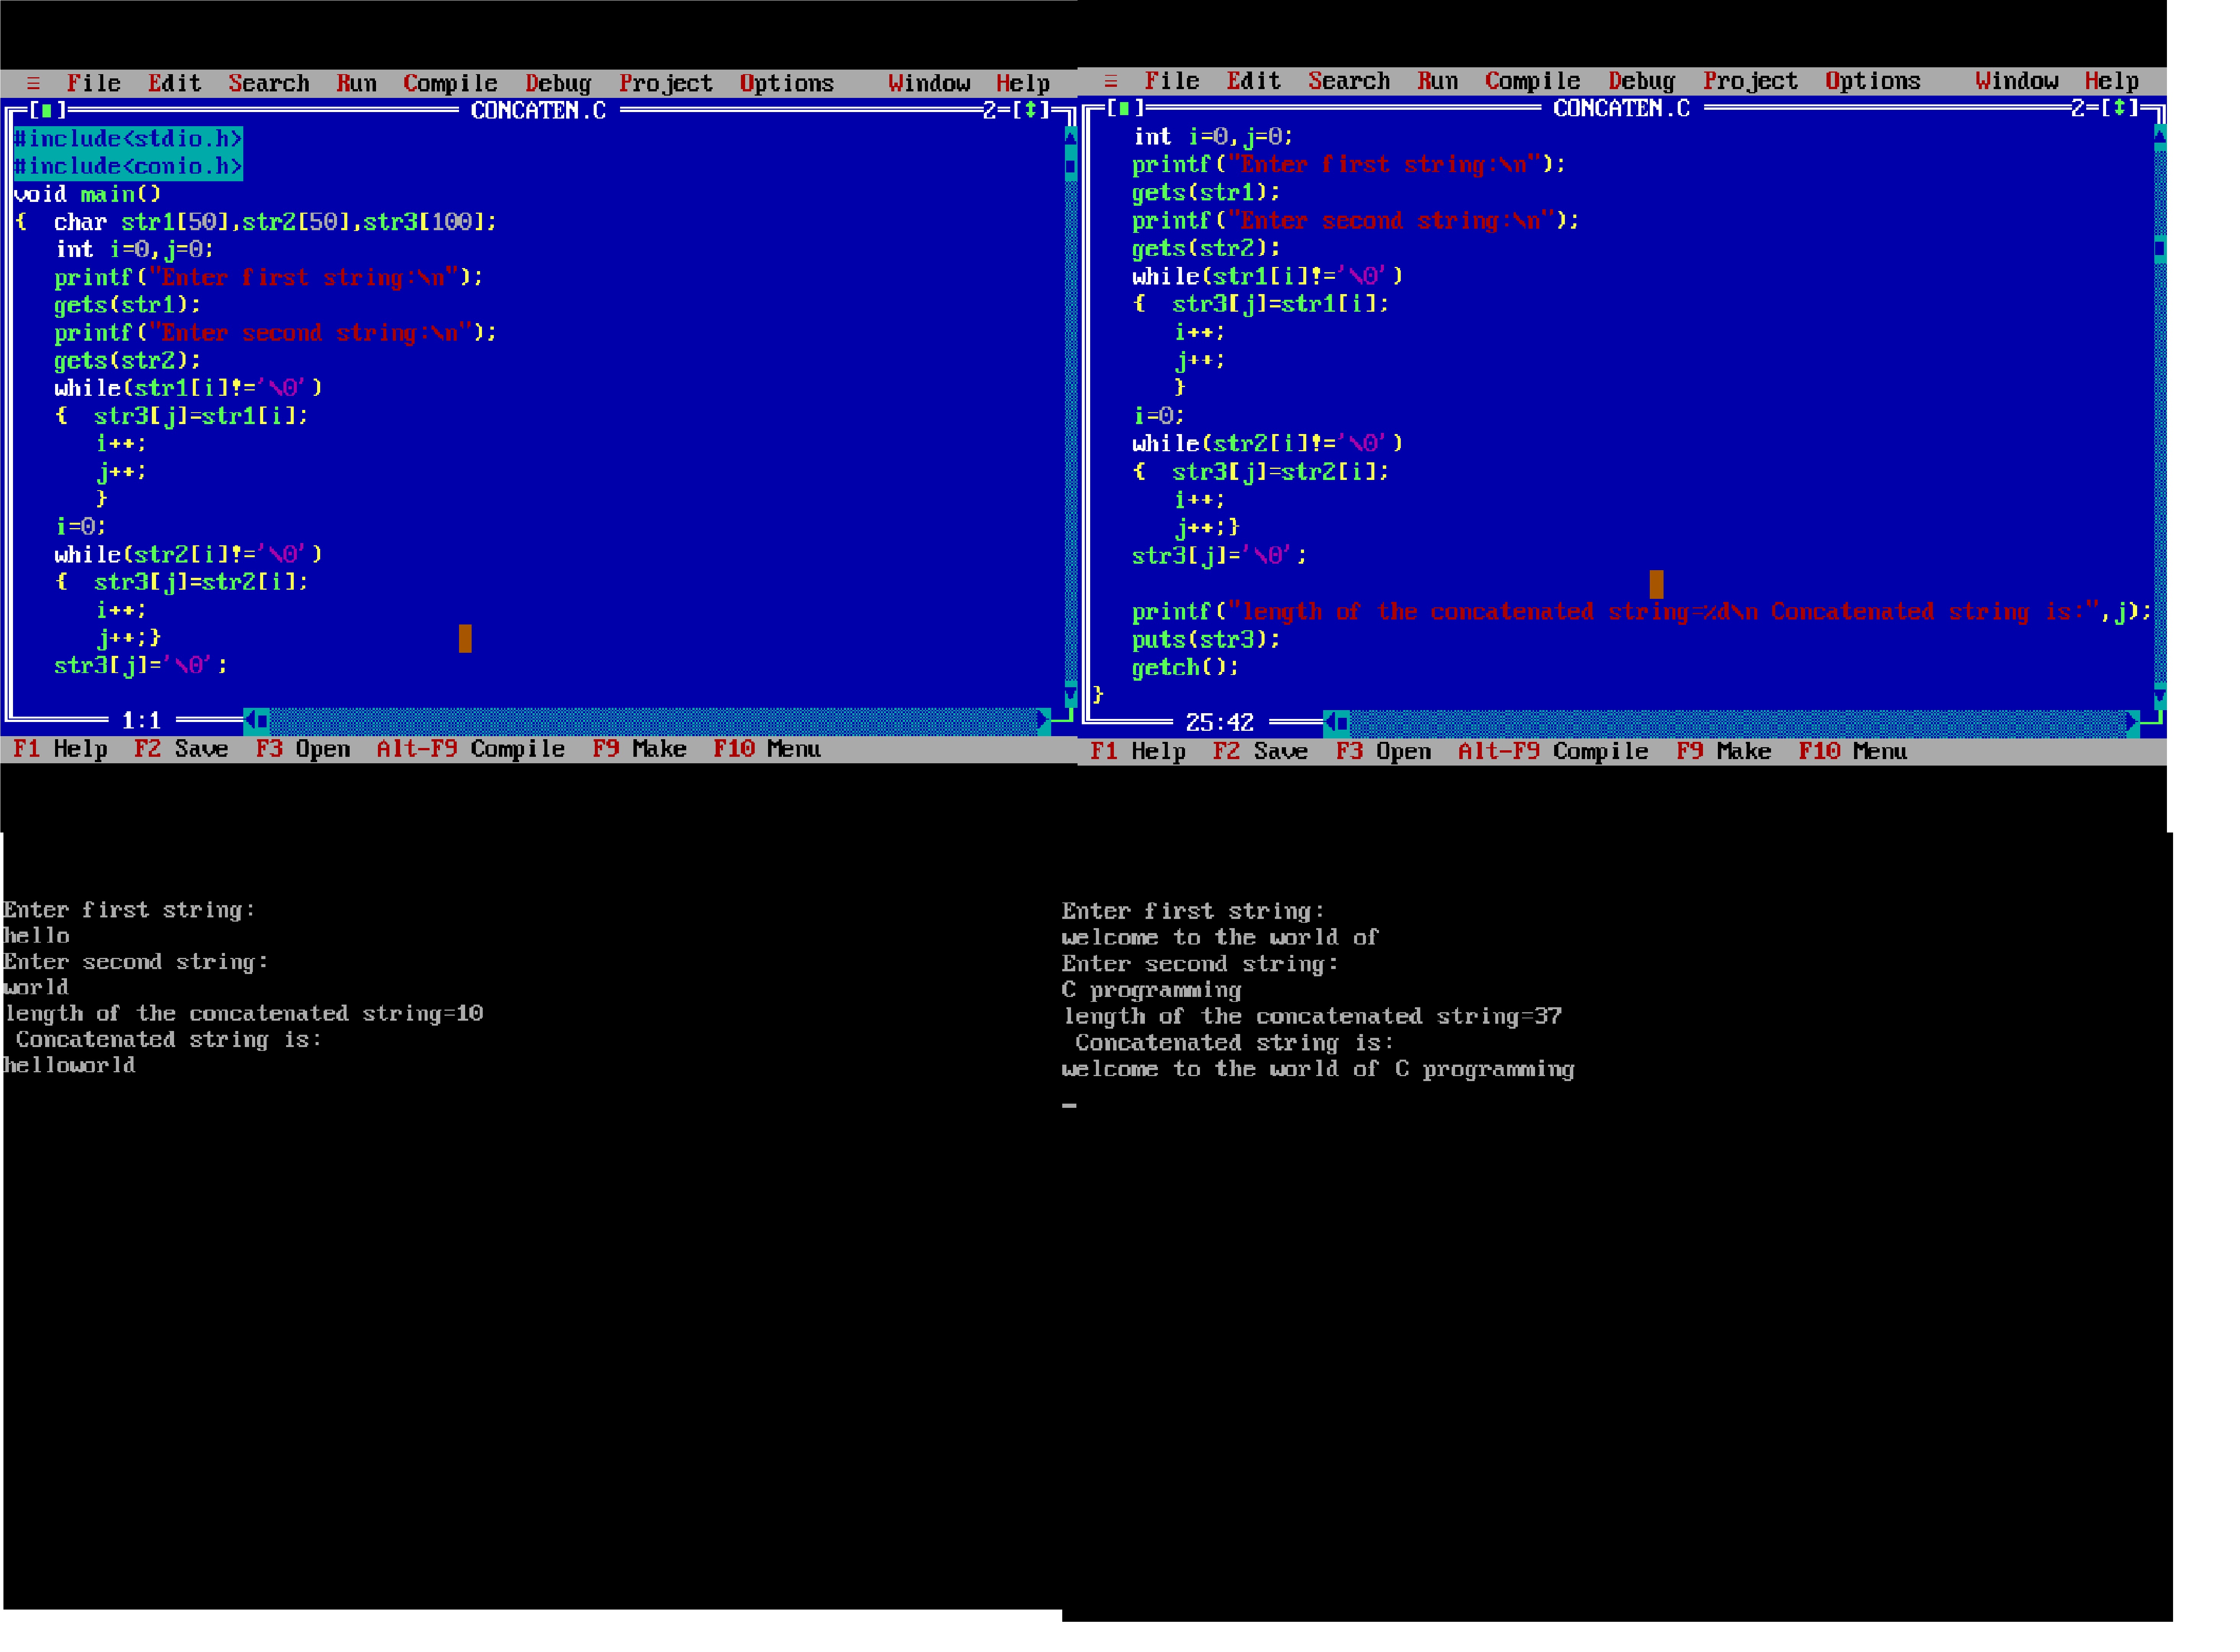 ≡ File Edit Search Run Compile Debug Project Options Window Help
[■] CONCATEN.C 2=[↕]
#include<stdio.h>
#include<conio.h>
void main()
{ char str1[50],str2[50],str3[100];
int i=0,j=0;
printf("Enter first string:\n");
gets(str1);
printf("Enter second string:\n");
gets(str2);
while(str1[i]!='\0')
{ str3[j]=str1[i];
i++;
j++;
}
i=0;
while(str2[i]!='\0')
{ str3[j]=str2[i];
i++;
j++;}
str3[j]='\0';
1:1
F1 Help F2 Save F3 Open Alt-F9 Compile F9 Make F10 Menu
≡ File Edit Search Run Compile Debug Project Options Window Help
[■] CONCATEN.C 2=[↕]
int i=0,j=0;
printf("Enter first string:\n");
gets(str1);
printf("Enter second string:\n");
gets(str2);
while(str1[i]!='\0')
{ str3[j]=str1[i];
i++;
j++;
}
i=0;
while(str2[i]!='\0')
{ str3[j]=str2[i];
i++;
j++;}
str3[j]='\0';
printf("length of the concatenated string=%d\n Concatenated string is:",j);
puts(str3);
getch();
}
25:42
F1 Help F2 Save F3 Open Alt-F9 Compile F9 Make F10 Menu
Enter first string:
hello
Enter second string:
world
length of the concatenated string=10
Concatenated string is:
helloworld
Enter first string:
welcome to the world of
Enter second string:
C programming
length of the concatenated string=37
Concatenated string is:
welcome to the world of C programming